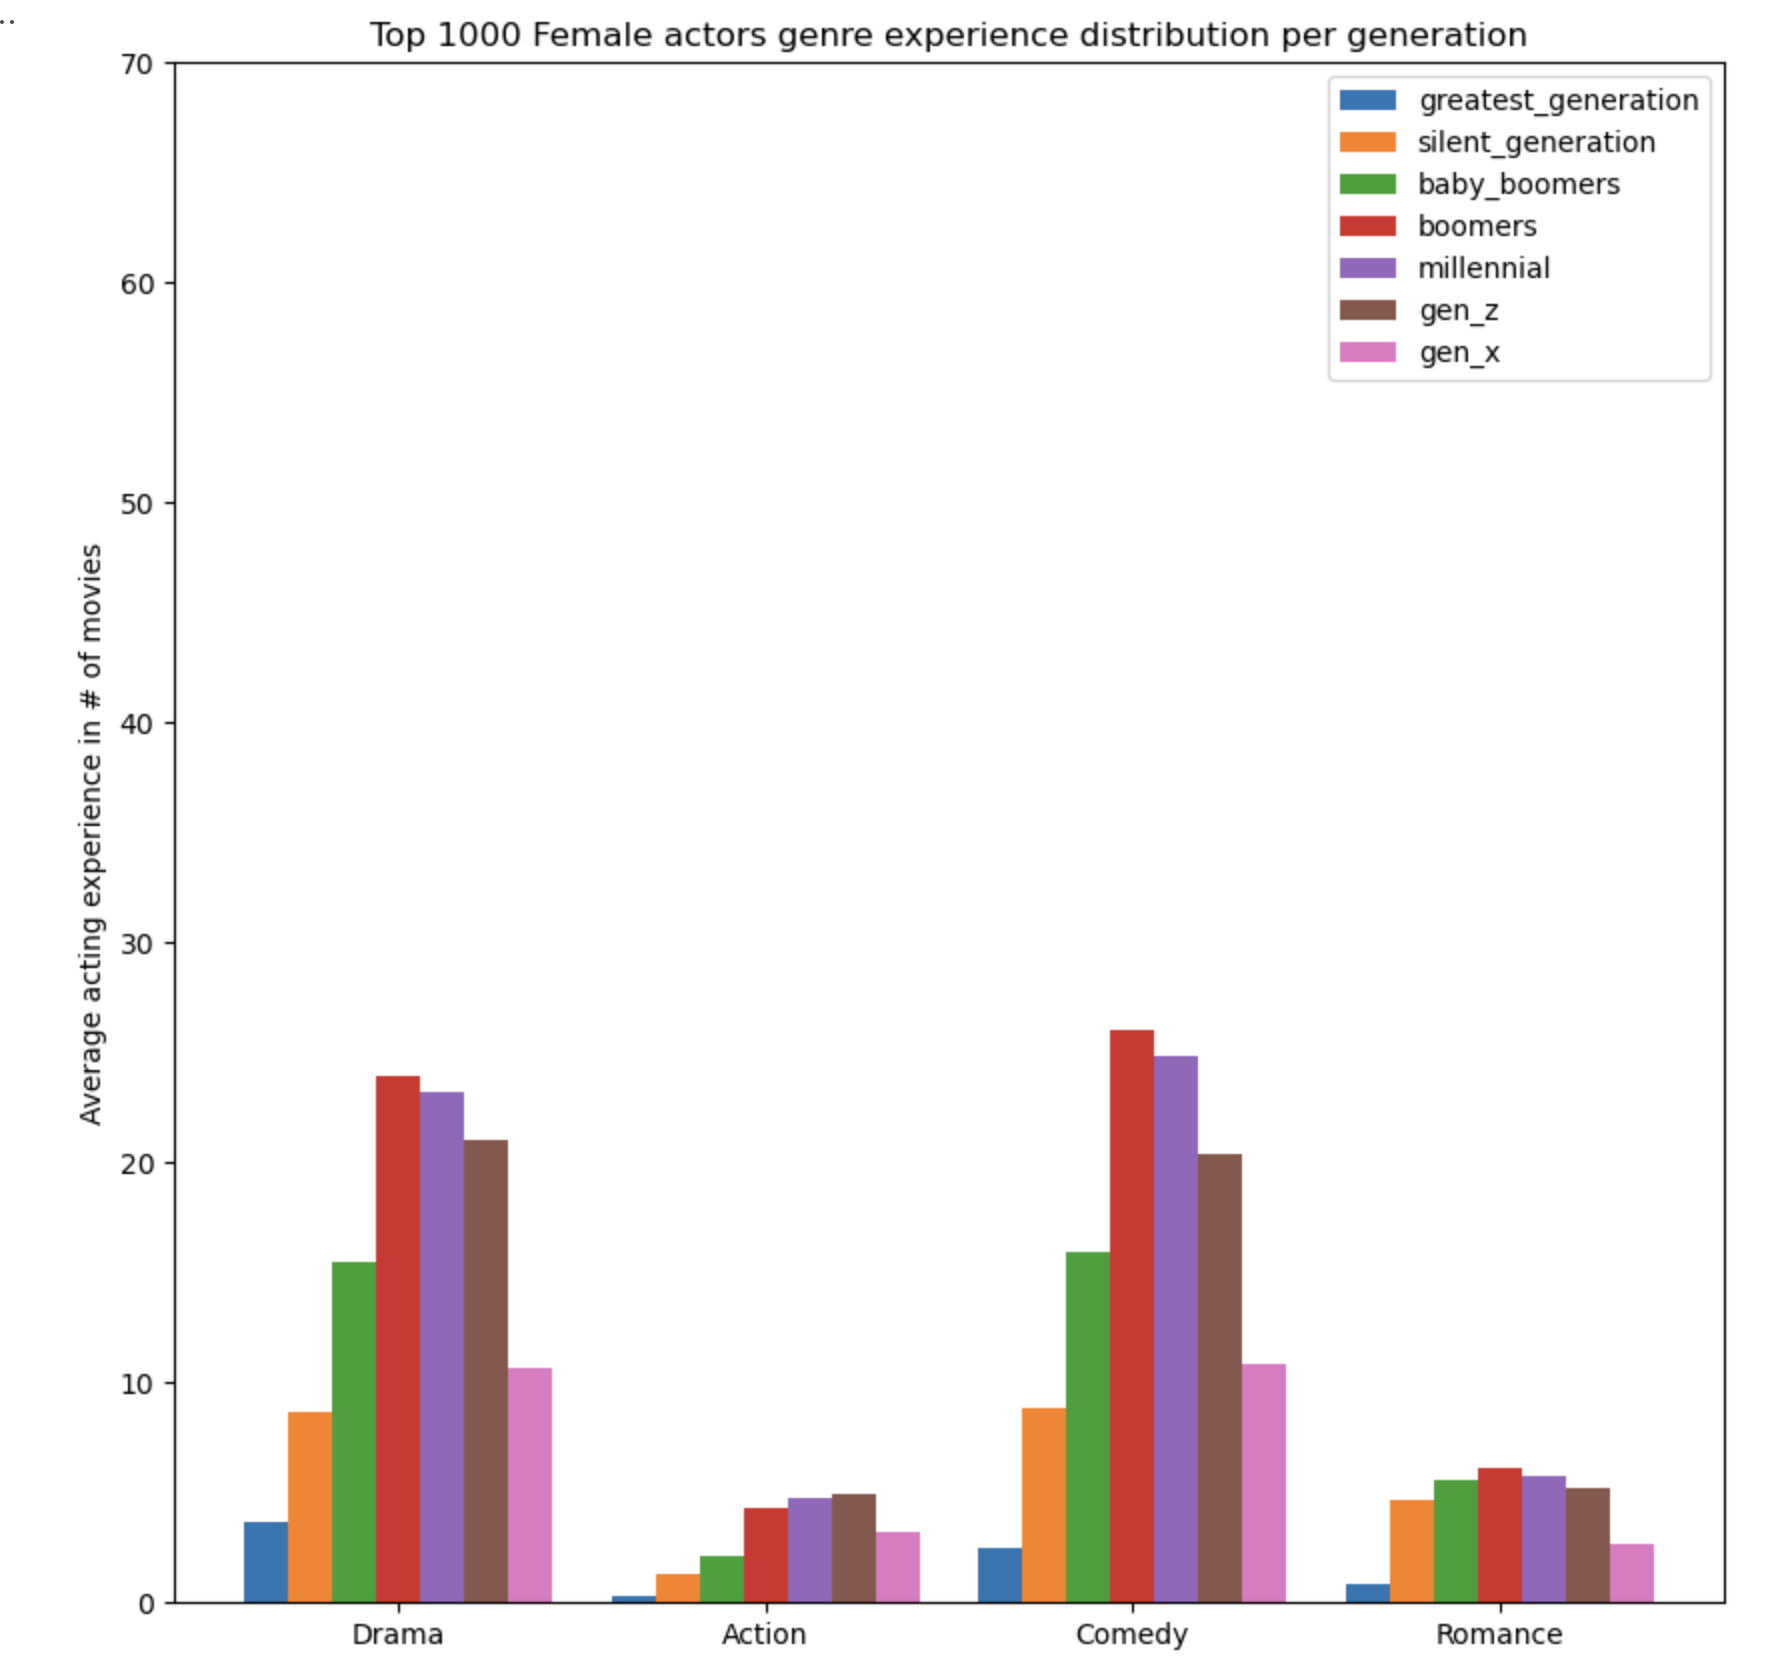 ..
Top 1000 Female actors genre experience distribution per generation
70
60
50
40
30
20
10
0
Average acting experience in # of movies
greatest_generation
silent_generation
baby_boomers
boomers
millennial
gen_z
gen_x
Drama Action Comedy Romance